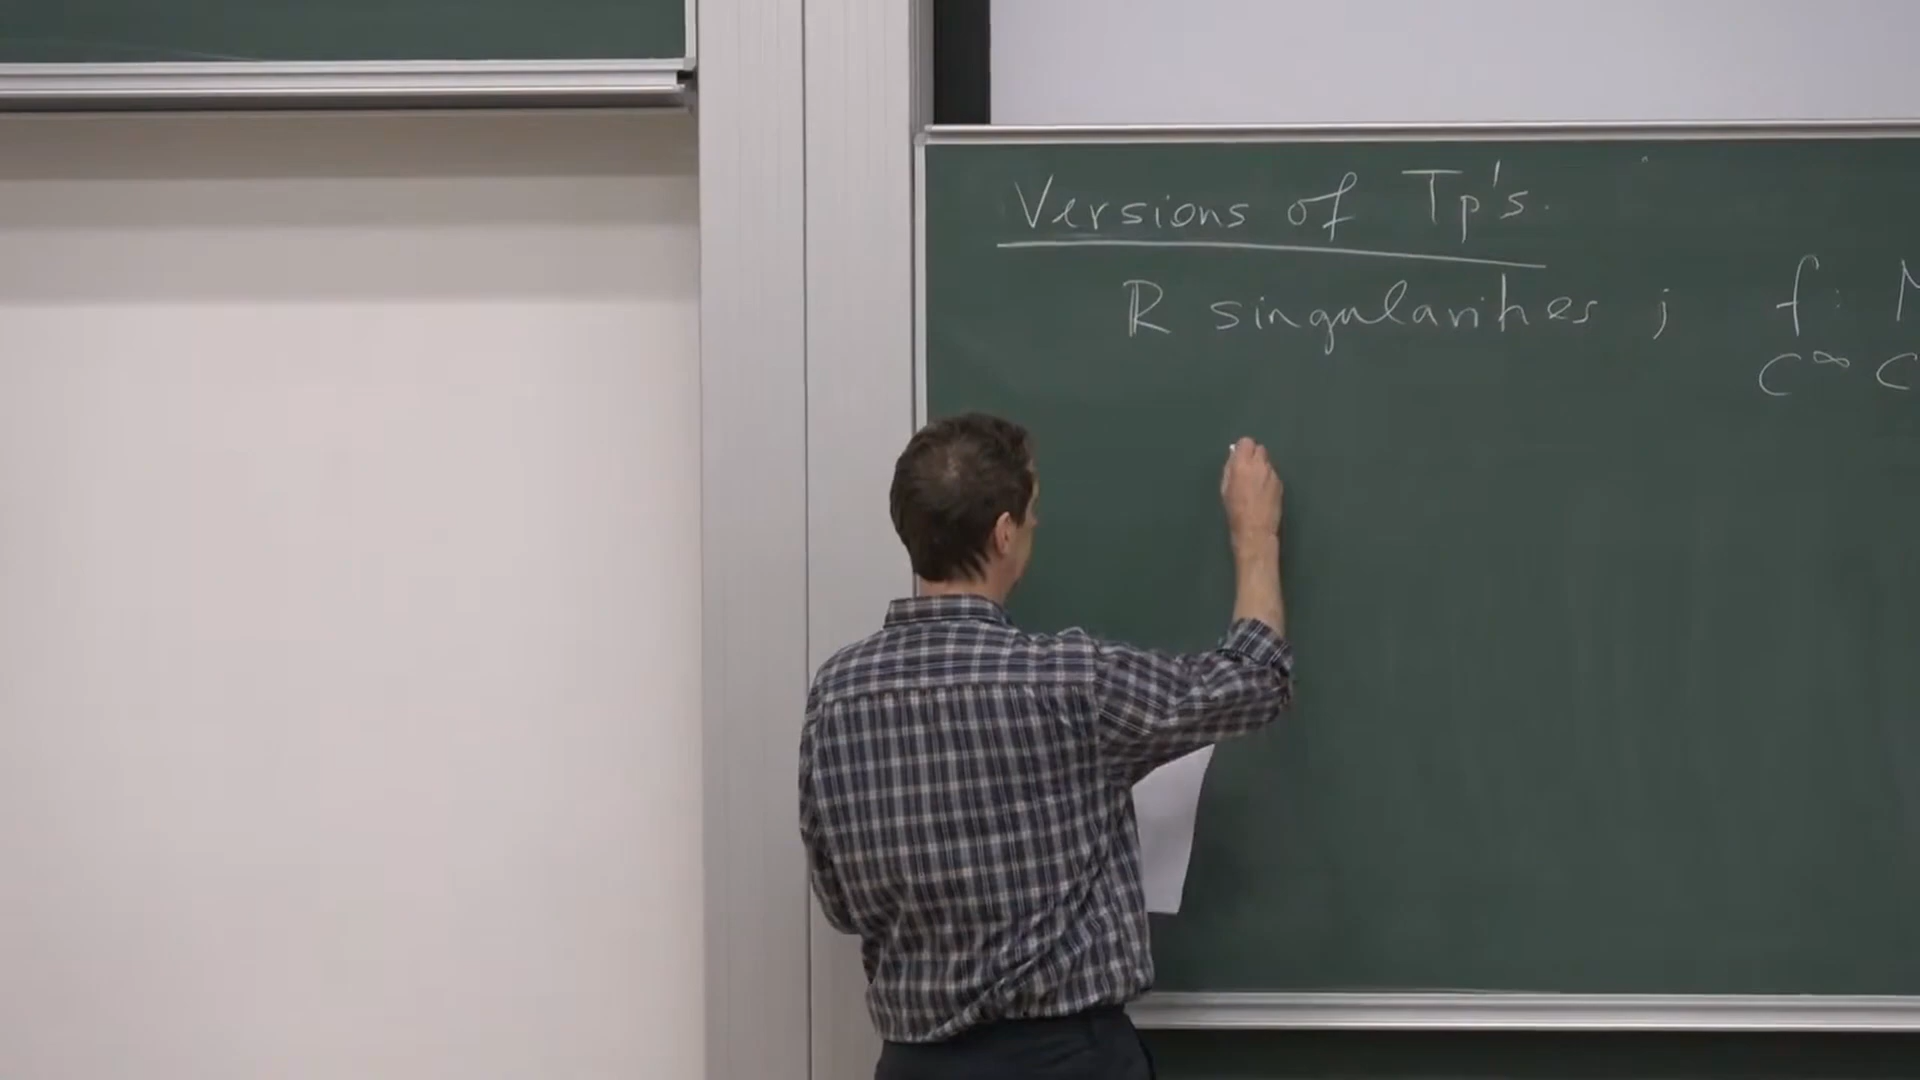 Versions of Tp's.
R singularities ; f: M
C∞ C